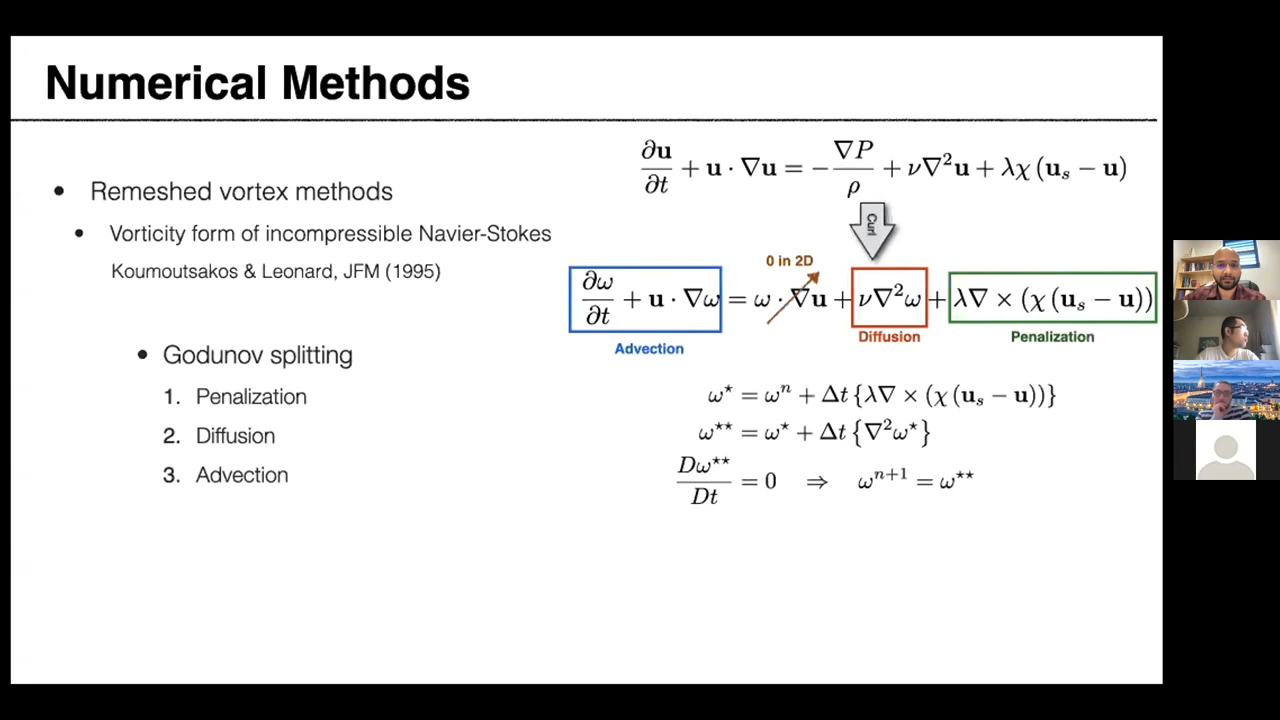 Numerical Methods
• Remeshed vortex methods
• Vorticity form of incompressible Navier-Stokes
Koumoutsakos & Leonard, JFM (1995)
• Godunov splitting
1. Penalization
2. Diffusion
3. Advection
∂u/∂t + u · ∇u = −∇P/ρ + ν∇²u + λχ (u_s − u)
Curl
0 in 2D
∂ω/∂t + u · ∇ω = ω · ∇u + ν∇²ω + λ∇ × (χ (u_s − u))
Advection
Diffusion
Penalization
ω* = ωⁿ + Δt {λ∇ × (χ (u_s − u))}
ω** = ω* + Δt {∇²ω*}
Dω**/Dt = 0 ⇒ ωⁿ⁺¹ = ω**